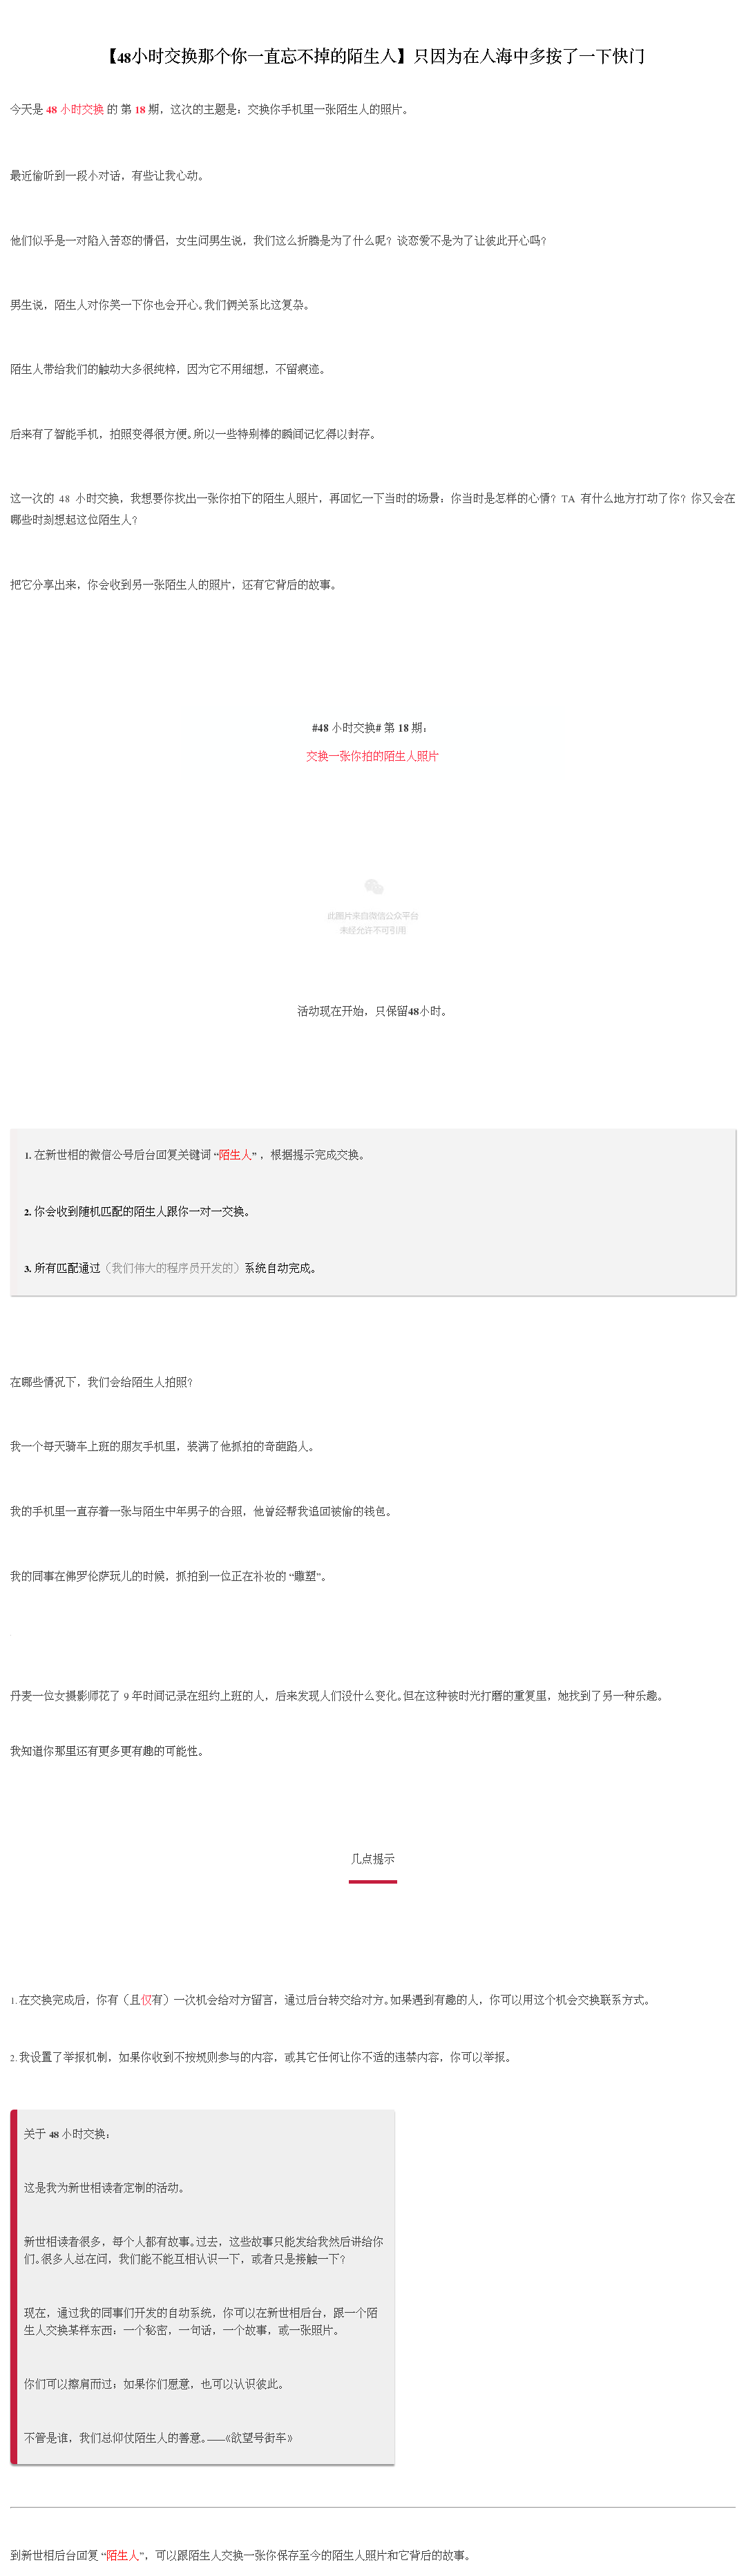 【48小时交换那个你一直忘不掉的陌生人】只因为在人海中多按了一下快门
今天是 48 小时交换 的 第 18 期，这次的主题是：交换你手机里一张陌生人的照片。
最近偷听到一段小对话，有些让我心动。
他们似乎是一对陷入苦恋的情侣，女生问男生说，我们这么折腾是为了什么呢？谈恋爱不是为了让彼此开心吗？
男生说，陌生人对你笑一下你也会开心。我们俩关系比这复杂。
陌生人带给我们的触动大多很纯粹，因为它不用细想，不留痕迹。
后来有了智能手机，拍照变得很方便。所以一些特别棒的瞬间记忆得以封存。
这一次的 48 小时交换，我想要你找出一张你拍下的陌生人照片，再回忆一下当时的场景：你当时是怎样的心情？TA 有什么地方打动了你？你又会在
哪些时刻想起这位陌生人？
把它分享出来，你会收到另一张陌生人的照片，还有它背后的故事。
#48 小时交换# 第 18 期：
交换一张你拍的陌生人照片
此图片来自微信公众平台
未经允许不可引用
活动现在开始，只保留48小时。
1. 在新世相的微信公号后台回复关键词 “陌生人” ，根据提示完成交换。
2. 你会收到随机匹配的陌生人跟你一对一交换。
3. 所有匹配通过（我们伟大的程序员开发的）系统自动完成。
在哪些情况下，我们会给陌生人拍照？
我一个每天骑车上班的朋友手机里，装满了他抓拍的奇葩路人。
我的手机里一直存着一张与陌生中年男子的合照，他曾经帮我追回被偷的钱包。
我的同事在佛罗伦萨玩儿的时候，抓拍到一位正在补妆的 “雕塑”。
丹麦一位女摄影师花了 9 年时间记录在纽约上班的人，后来发现人们没什么变化。但在这种被时光打磨的重复里，她找到了另一种乐趣。
我知道你那里还有更多更有趣的可能性。
几点提示
1. 在交换完成后，你有（且仅有）一次机会给对方留言，通过后台转交给对方。如果遇到有趣的人，你可以用这个机会交换联系方式。
2. 我设置了举报机制，如果你收到不按规则参与的内容，或其它任何让你不适的违禁内容，你可以举报。
关于 48 小时交换：
这是我为新世相读者定制的活动。
新世相读者很多，每个人都有故事。过去，这些故事只能发给我然后讲给你
们。很多人总在问，我们能不能互相认识一下，或者只是接触一下？
现在，通过我的同事们开发的自动系统，你可以在新世相后台，跟一个陌
生人交换某样东西：一个秘密，一句话，一个故事，或一张照片。
你们可以擦肩而过；如果你们愿意，也可以认识彼此。
不管是谁，我们总仰仗陌生人的善意。——《欲望号街车》
到新世相后台回复 “陌生人”，可以跟陌生人交换一张你保存至今的陌生人照片和它背后的故事。